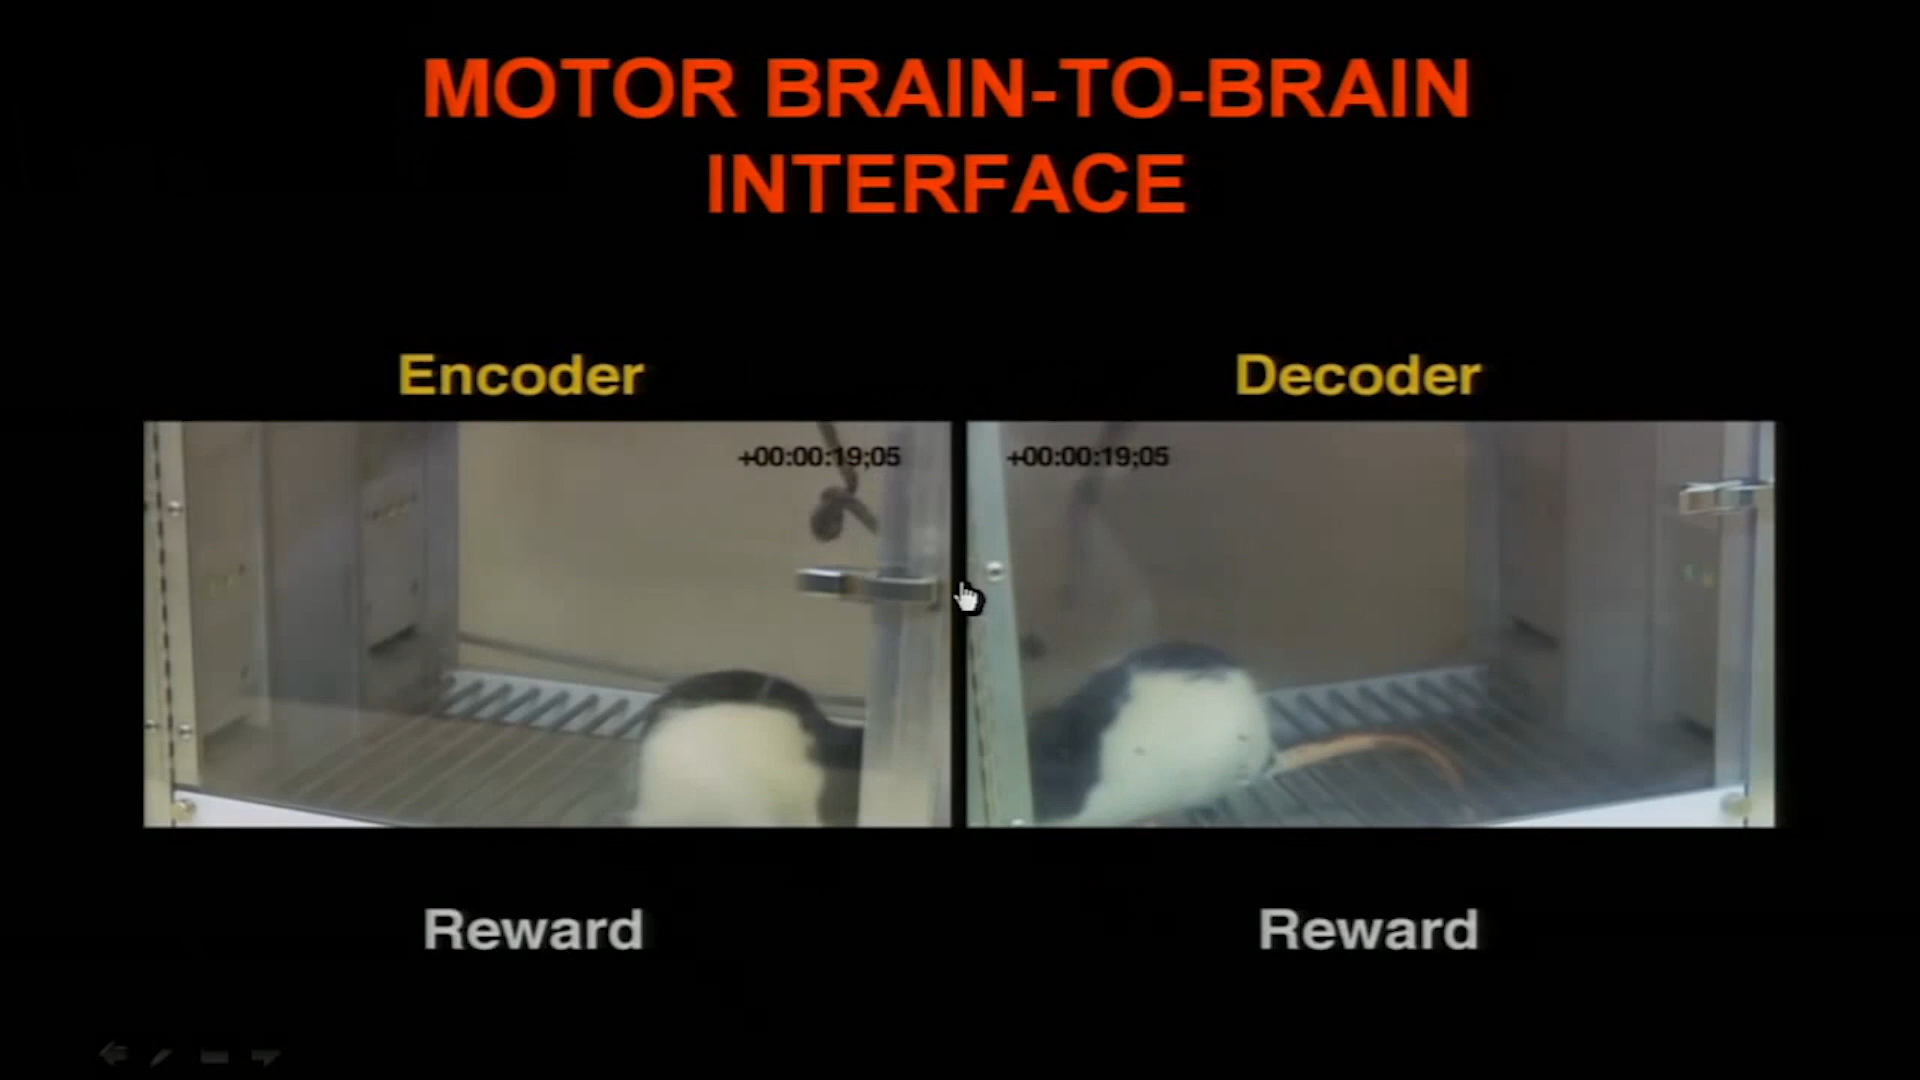 MOTOR BRAIN-TO-BRAIN
INTERFACE
Encoder
Decoder
+00:00:19;05
+00:00:19;05
Reward
Reward